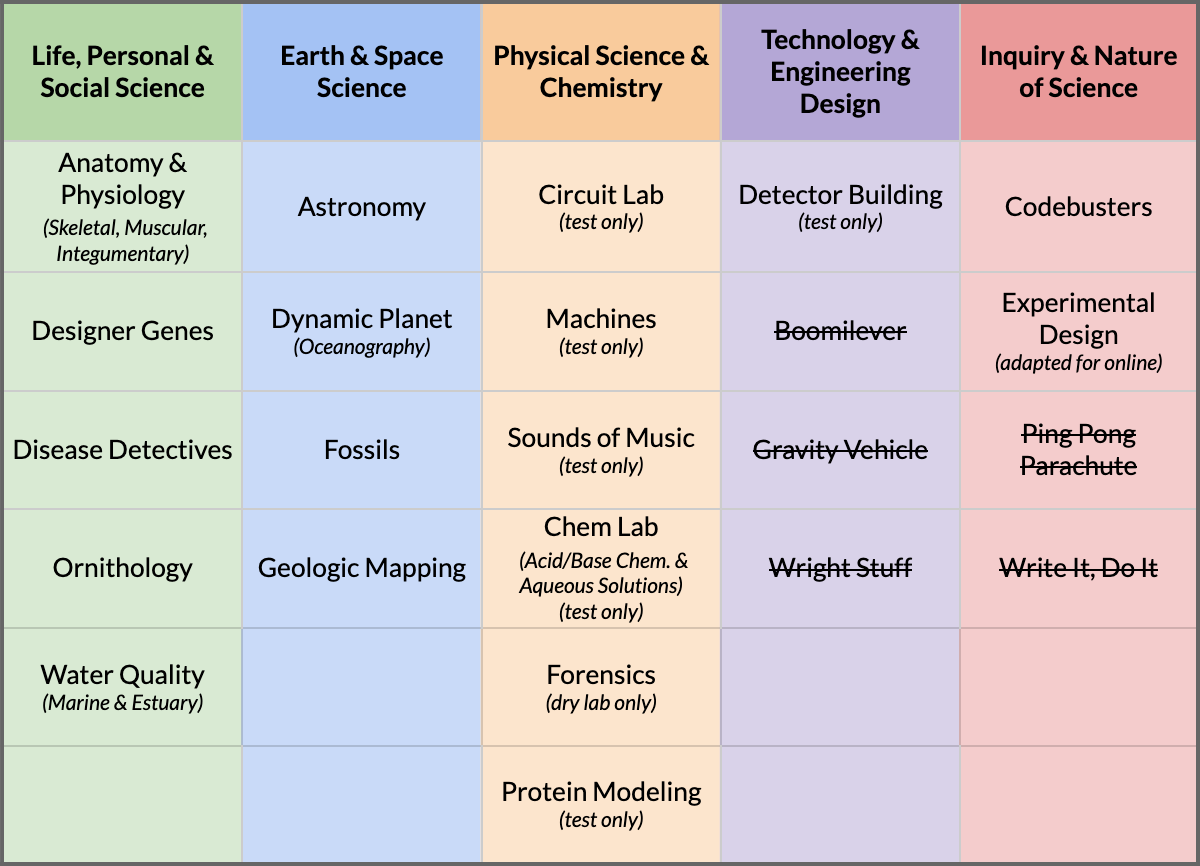 Life, Personal &
Social Science
Earth & Space
Science
Physical Science &
Chemistry
Technology &
Engineering
Design
Inquiry & Nature
of Science
Anatomy &
Physiology
(Skeletal, Muscular,
Integumentary)
Astronomy
Circuit Lab
(test only)
Detector Building
(test only)
Codebusters
Designer Genes
Dynamic Planet
(Oceanography)
Machines
(test only)
Boomilever
Experimental
Design
(adapted for online)
Disease Detectives
Fossils
Sounds of Music
(test only)
Gravity Vehicle
Ping Pong
Parachute
Ornithology
Geologic Mapping
Chem Lab
(Acid/Base Chem. &
Aqueous Solutions)
(test only)
Wright Stuff
Write It, Do It
Water Quality
(Marine & Estuary)
Forensics
(dry lab only)
Protein Modeling
(test only)